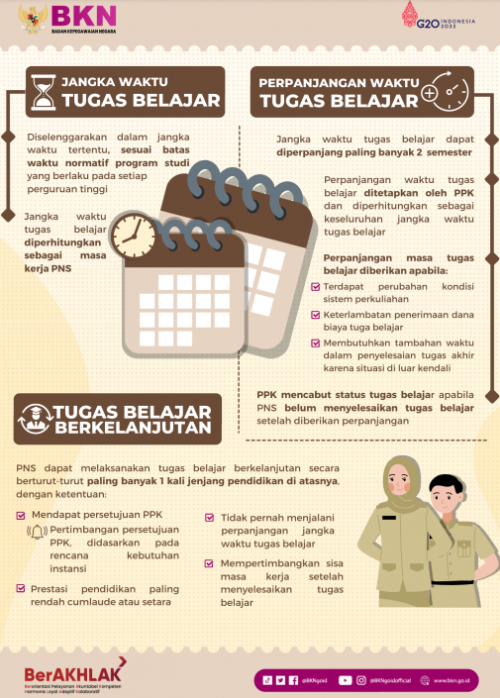 BKN
BADAN KEPEGAWAIAN NEGARA
G20 INDONESIA
2022
JANGKA WAKTU
TUGAS BELAJAR
Diselenggarakan dalam jangka
waktu tertentu, sesuai batas
waktu normatif program studi
yang berlaku pada setiap
perguruan tinggi
Jangka waktu
tugas belajar
diperhitungkan
sebagai masa
kerja PNS
PERPANJANGAN WAKTU
TUGAS BELAJAR
Jangka waktu tugas belajar dapat
diperpanjang paling banyak 2 semester
Perpanjangan waktu tugas
belajar ditetapkan oleh PPK
dan diperhitungkan sebagai
keseluruhan jangka waktu
tugas belajar
Perpanjangan masa tugas
belajar diberikan apabila:
Terdapat perubahan kondisi
sistem perkuliahan
Keterlambatan penerimaan dana
biaya tuga belajar
Membutuhkan tambahan waktu
dalam penyelesaian tugas akhir
karena situasi di luar kendali
PPK mencabut status tugas belajar apabila
PNS belum menyelesaikan tugas belajar
setelah diberikan perpanjangan
TUGAS BELAJAR
BERKELANJUTAN
PNS dapat melaksanakan tugas belajar berkelanjutan secara
berturut-turut paling banyak 1 kali jenjang pendidikan di atasnya,
dengan ketentuan:
Mendapat persetujuan PPK
Pertimbangan persetujuan
PPK, didasarkan pada
rencana kebutuhan
instansi
Prestasi pendidikan paling
rendah cumlaude atau setara
Tidak pernah menjalani
perpanjangan jangka
waktu tugas belajar
Mempertimbangkan sisa
masa kerja setelah
menyelesaikan tugas
belajar
BerAKHLAK
Berorientasi Pelayanan Akuntabel Kompeten
Harmonis Loyal Adaptif Kolaboratif
@BKNgoid
@BKNgoidofficial
www.bkn.go.id